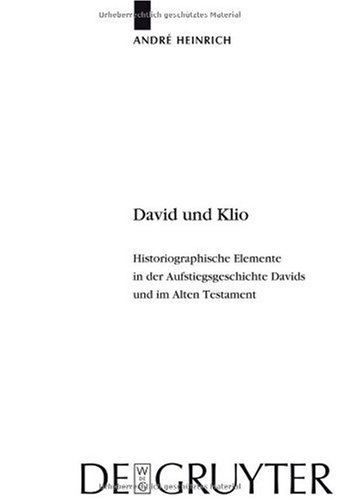 Urheberrechtlich geschütztes Material
ANDRÉ HEINRICH
David und Klio
Historiographische Elemente
in der Aufstiegsgeschichte Davids
und im Alten Testament
DE GRUYTER
Urheberrechtlich geschütztes Material